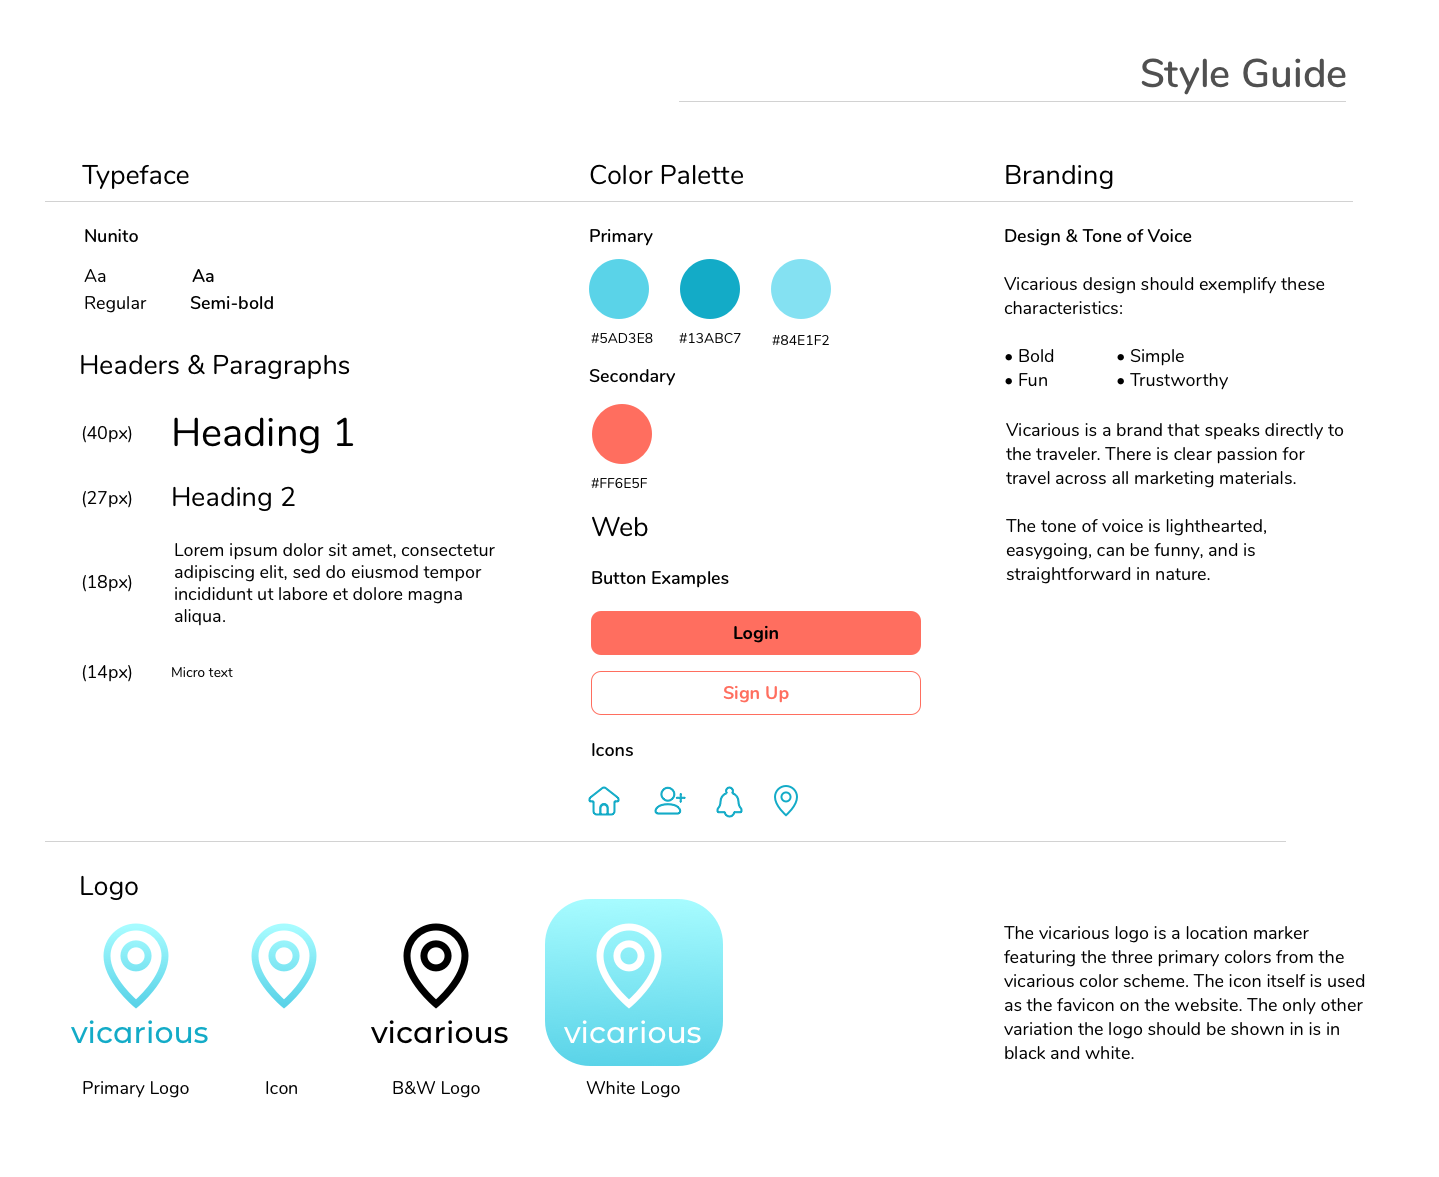 Style Guide
Typeface
Nunito
Aa Aa
Regular Semi-bold
Headers & Paragraphs
(40px) Heading 1
(27px) Heading 2
(18px)
Lorem ipsum dolor sit amet, consectetur
adipiscing elit, sed do eiusmod tempor
incididunt ut labore et dolore magna
aliqua.
(14px) Micro text
Color Palette
Primary
#5AD3E8 #13ABC7 #84E1F2
Secondary
#FF6E5F
Web
Button Examples
Login
Sign Up
Icons
Branding
Design & Tone of Voice
Vicarious design should exemplify these
characteristics:
• Bold • Simple
• Fun • Trustworthy
Vicarious is a brand that speaks directly to
the traveler. There is clear passion for
travel across all marketing materials.
The tone of voice is lighthearted,
easygoing, can be funny, and is
straightforward in nature.
Logo
vicarious vicarious vicarious
Primary Logo Icon B&W Logo White Logo
The vicarious logo is a location marker
featuring the three primary colors from the
vicarious color scheme. The icon itself is used
as the favicon on the website. The only other
variation the logo should be shown in is in
black and white.